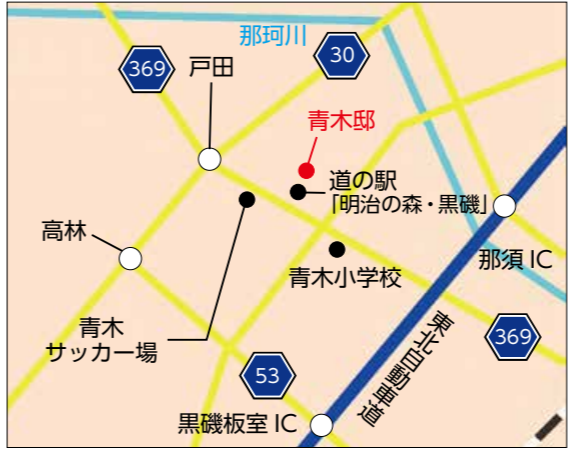 那珂川
30
369
戸田
青木邸
道の駅
「明治の森・黒磯」
高林
那須 IC
青木小学校
青木
サッカー場
東北自動車道
369
53
黒磯板室 IC